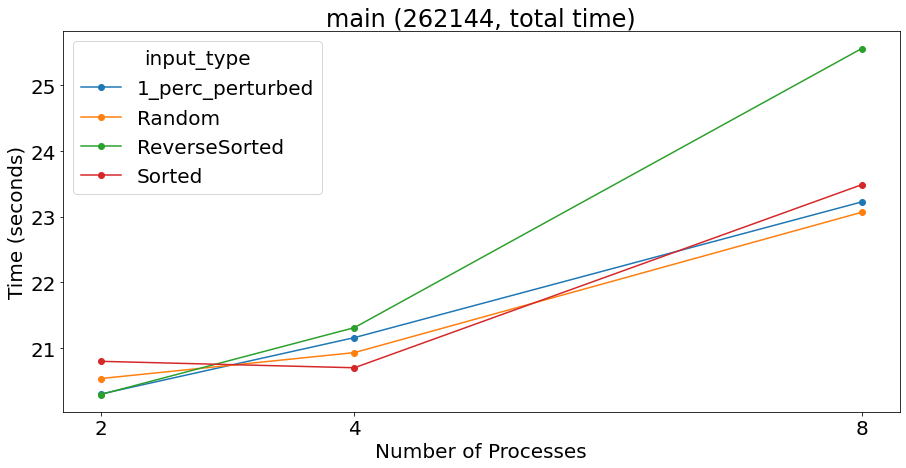 main (262144, total time)
input_type
1_perc_perturbed
Random
ReverseSorted
Sorted
25
24
23
22
21
Time (seconds)
2 4 8
Number of Processes